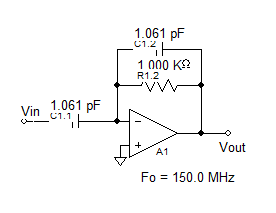 1.061 pF
C1.2
1.000 KΩ
R1.2
Vin
1.061 pF
C1.1
-
+
A1
Vout
Fo = 150.0 MHz